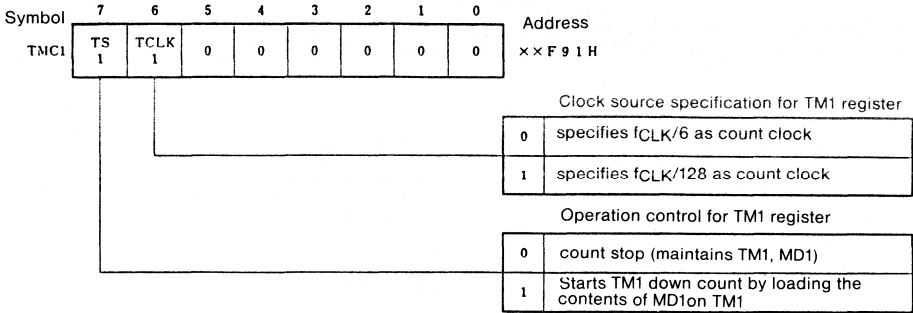 7 6 5 4 3 2 1 0
Symbol Address
TMC1 TS TCLK 0 0 0 0 0 0 ××F91H
1 1
Clock source specification for TM1 register
0 specifies fCLK/6 as count clock
1 specifies fCLK/128 as count clock
Operation control for TM1 register
0 count stop (maintains TM1, MD1)
1 Starts TM1 down count by loading the
contents of MD1on TM1